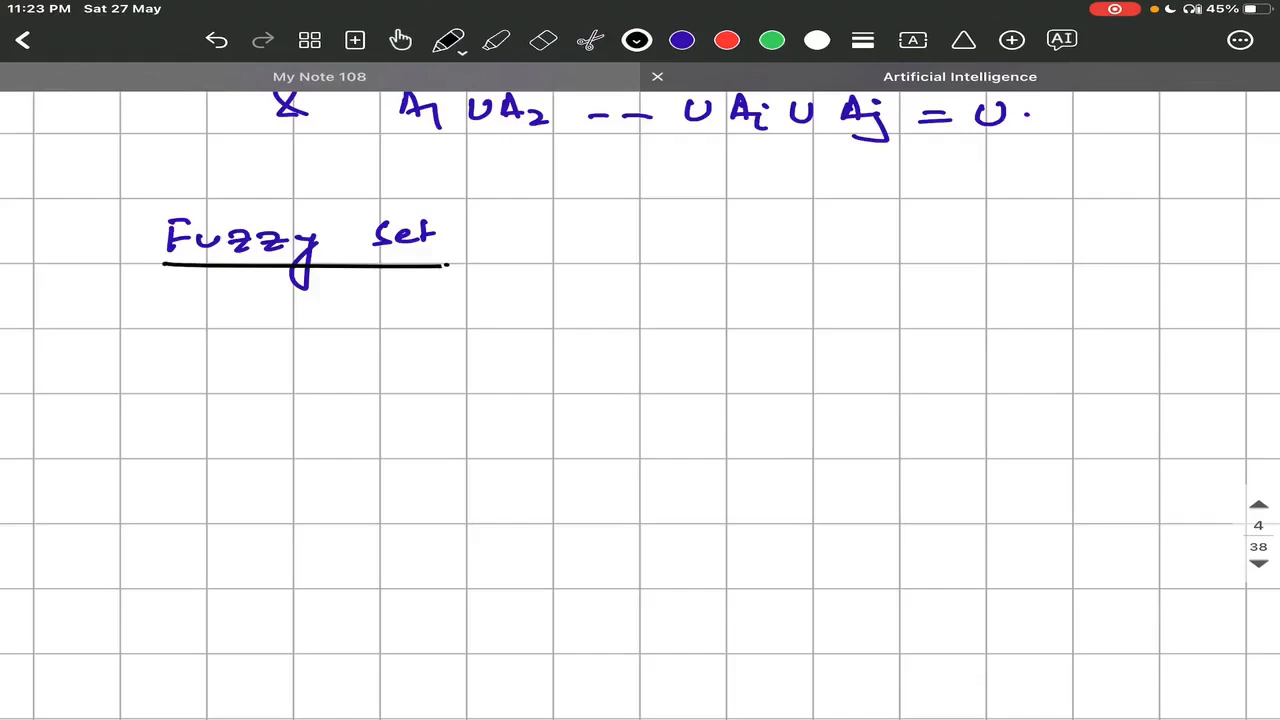 11:23 PM Sat 27 May 45%
A AI
My Note 108 Artificial Intelligence
A1 ∪ A2 -- ∪ Ai ∪ Aj = U.
Fuzzy set
4
38